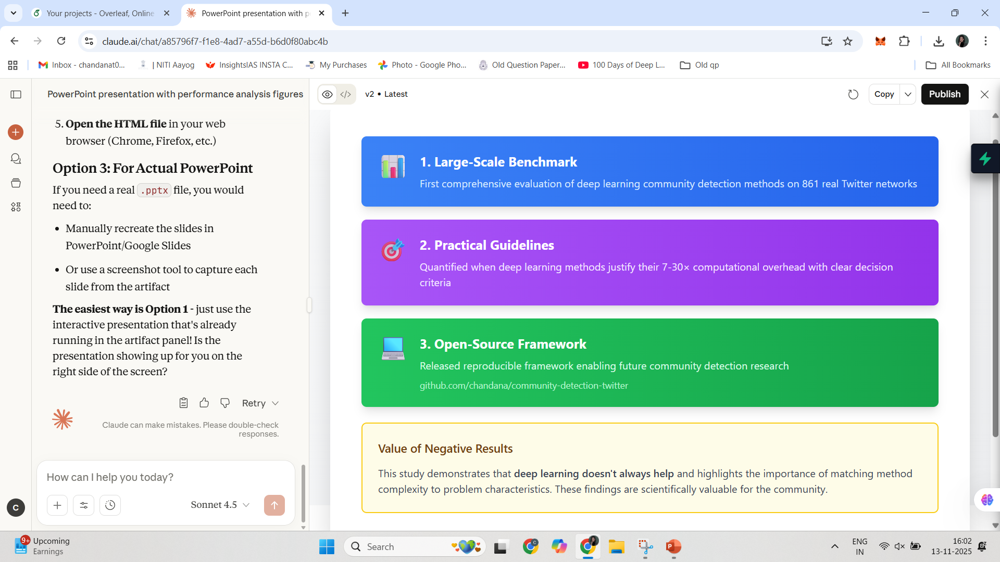 Your projects - Overleaf, Online
PowerPoint presentation with p
claude.ai/chat/a85796f7-f1e8-4ad7-a55d-b6d0f80abc4b
Inbox - chandanat0...
| NITI Aayog
InsightsIAS INSTA C...
My Purchases
Photo - Google Pho...
Old Question Paper...
100 Days of Deep L...
Old qp
All Bookmarks
PowerPoint presentation with performance analysis figures
v2 • Latest
Copy
Publish
5. Open the HTML file in your web
browser (Chrome, Firefox, etc.)
Option 3: For Actual PowerPoint
If you need a real .pptx file, you would
need to:
• Manually recreate the slides in
PowerPoint/Google Slides
• Or use a screenshot tool to capture each
slide from the artifact
The easiest way is Option 1 - just use the
interactive presentation that's already
running in the artifact panel! Is the
presentation showing up for you on the
right side of the screen?
Retry
Claude can make mistakes. Please double-check
responses.
How can I help you today?
Sonnet 4.5
C
1. Large-Scale Benchmark
First comprehensive evaluation of deep learning community detection methods on 861 real Twitter networks
2. Practical Guidelines
Quantified when deep learning methods justify their 7-30× computational overhead with clear decision
criteria
3. Open-Source Framework
Released reproducible framework enabling future community detection research
github.com/chandana/community-detection-twitter
Value of Negative Results
This study demonstrates that deep learning doesn't always help and highlights the importance of matching method
complexity to problem characteristics. These findings are scientifically valuable for the community.
9+
Upcoming
Earnings
Search
C
P
ENG
IN
16:02
13-11-2025